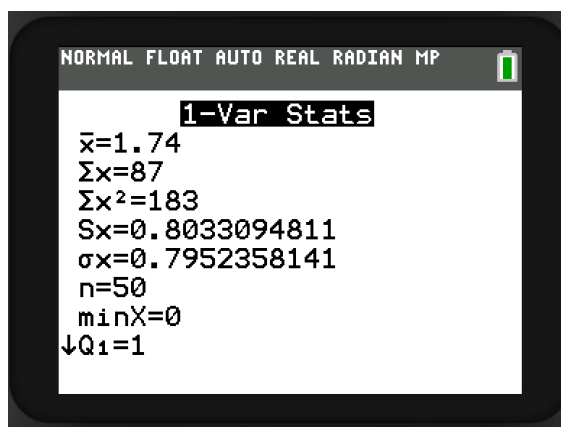 NORMAL FLOAT AUTO REAL RADIAN MP
1-Var Stats
x̄=1.74
Σx=87
Σx²=183
Sx=0.8033094811
σx=0.7952358141
n=50
minX=0
↓Q₁=1